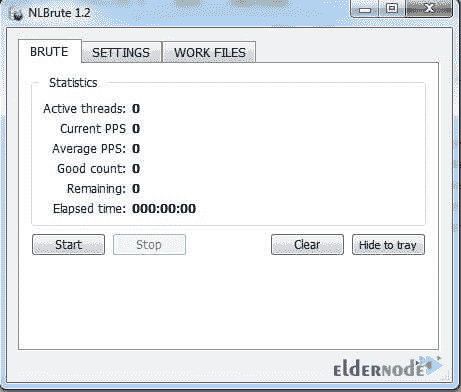 NLBrute 1.2
BRUTE SETTINGS WORK FILES
Statistics
Active threads: 0
Current PPS 0
Average PPS: 0
Good count: 0
Remaining: 0
Elapsed time: 000:00:00
Start Stop Clear Hide to tray
ELDERNODE